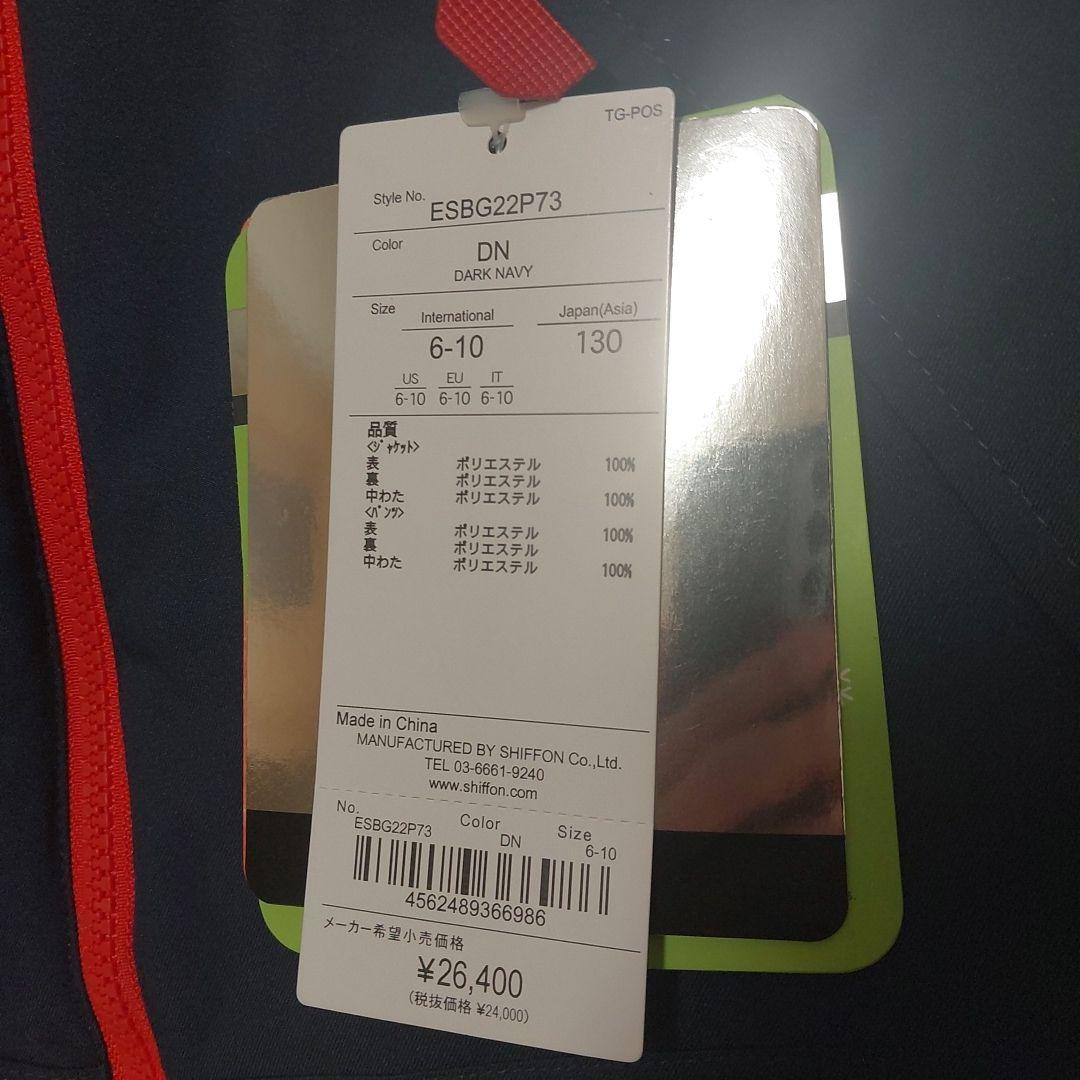 TG-POS
Style No. ESBG22P73
Color DN
DARK NAVY
Size International Japan(Asia)
6-10 130
US EU IT
6-10 6-10 6-10
品質
<ジャケット>
表 ポリエステル 100%
裏 ポリエステル
中わた ポリエステル 100%
<パンツ>
表 ポリエステル 100%
裏 ポリエステル
中わた ポリエステル 100%
Made in China
MANUFACTURED BY SHIFFON Co.,Ltd.
TEL 03-6661-9240
www.shiffon.com
No. Color Size
ESBG22P73 DN 6-10
4562489366986
メーカー希望小売価格
¥26,400
(税抜価格 ¥24,000)